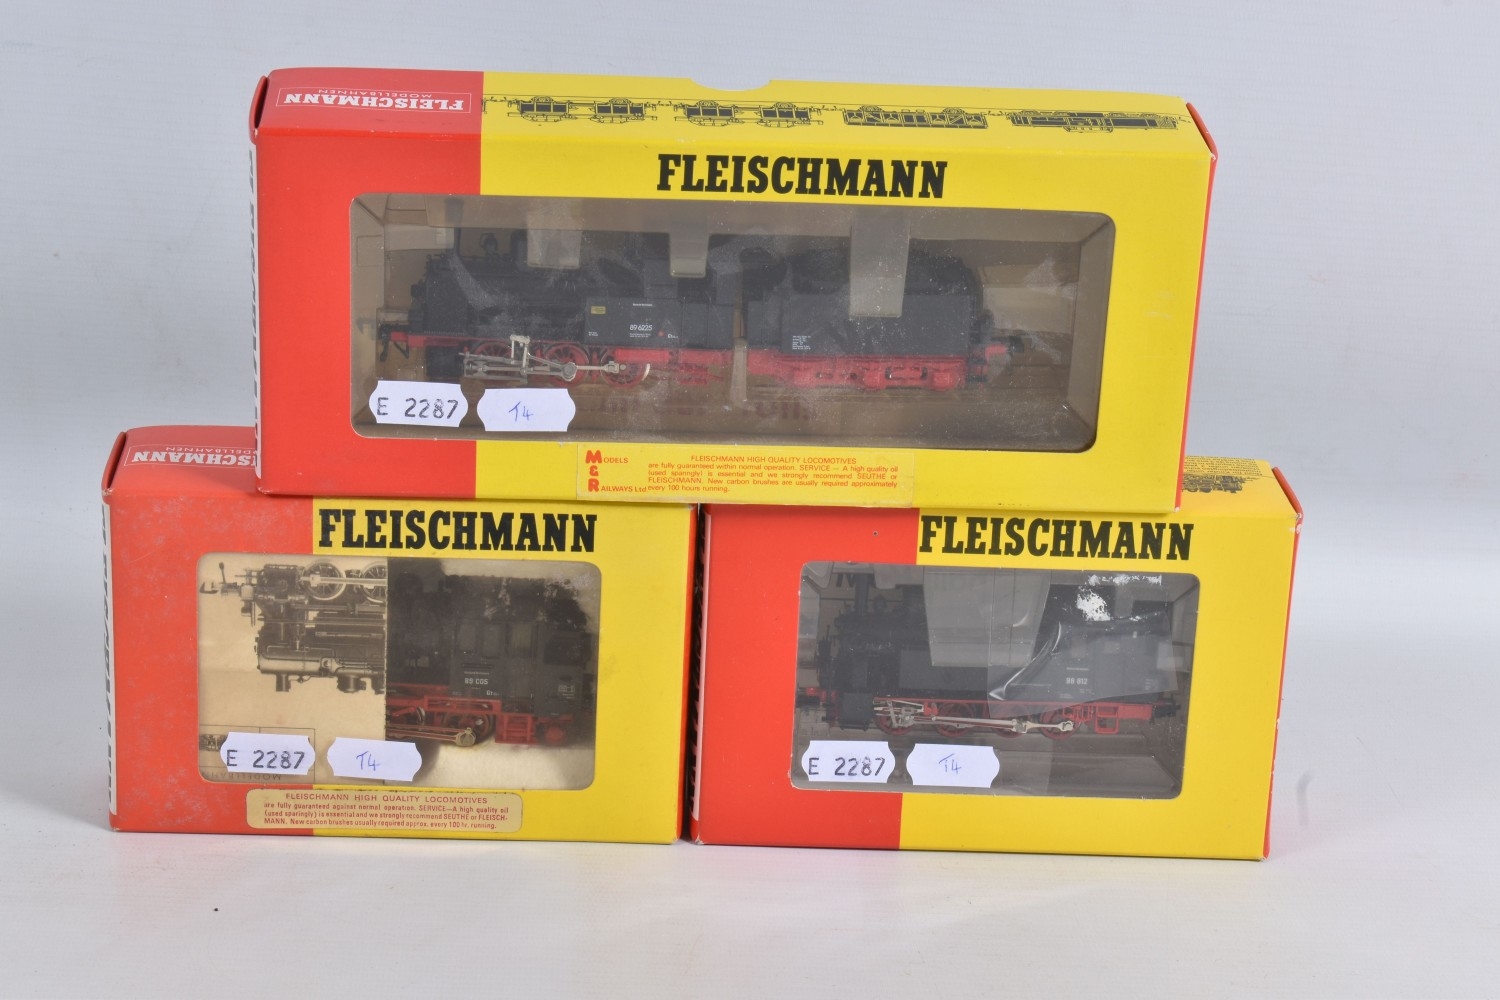 FLEISCHMANN
MODELLBAHNEN
FLEISCHMANN
89 6225
E 2287
T4
MODELS
&
RAILWAYS Ltd
FLEISCHMANN HIGH QUALITY LOCOMOTIVES
are fully guaranteed within normal operation. SERVICE — A high quality oil
(used sparingly) is essential and we strongly recommend SEUTHE or
FLEISCHMANN. New carbon brushes are usually required approximately
every 100 hours running.
FLEISCHMANN
FLEISCHMANN
89 005
E 2287
T4
FLEISCHMANN HIGH QUALITY LOCOMOTIVES
are fully guaranteed against normal operation. SERVICE—A high quality oil
(used sparingly) is essential and we strongly recommend SEUTHE or FLEISCH-
MANN. New carbon brushes usually required approx. every 100 hr. running.
FLEISCHMANN
E 2287
T4